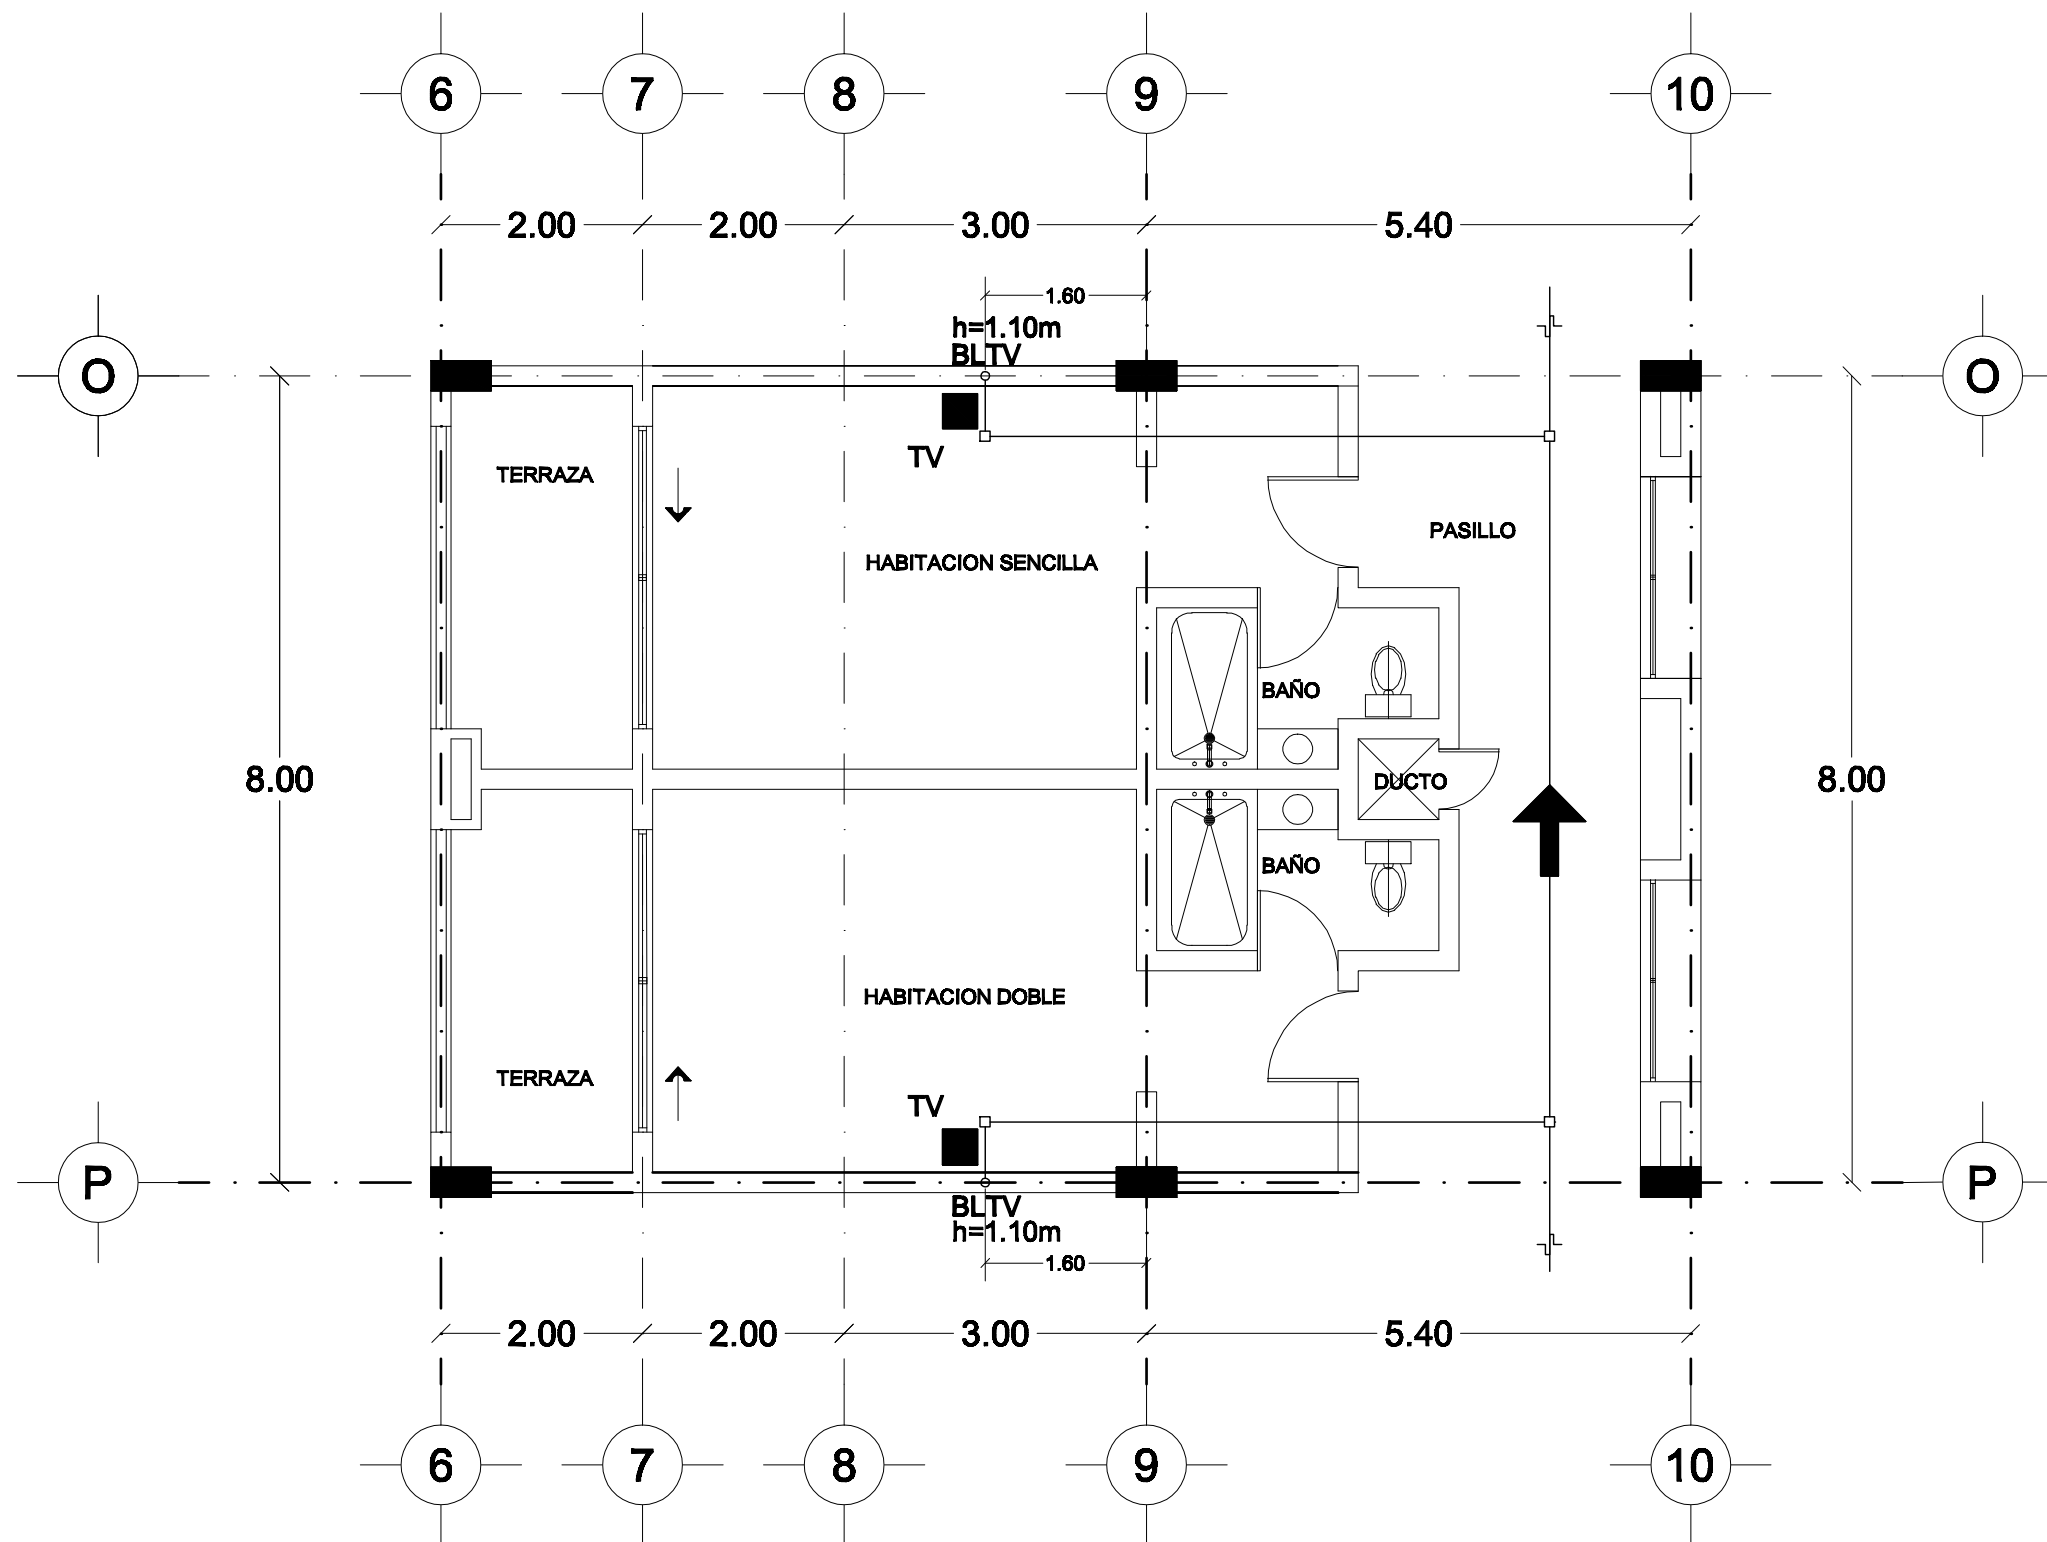 6 7 8 9 10
2.00 2.00 3.00 5.40
1.60
h=1.10m
BLTV
O O
TV
TERRAZA
PASILLO
HABITACION SENCILLA
BAÑO
8.00 DUCTO 8.00
BAÑO
HABITACION DOBLE
TERRAZA
TV
P P
BLTV
h=1.10m
1.60
2.00 2.00 3.00 5.40
6 7 8 9 10